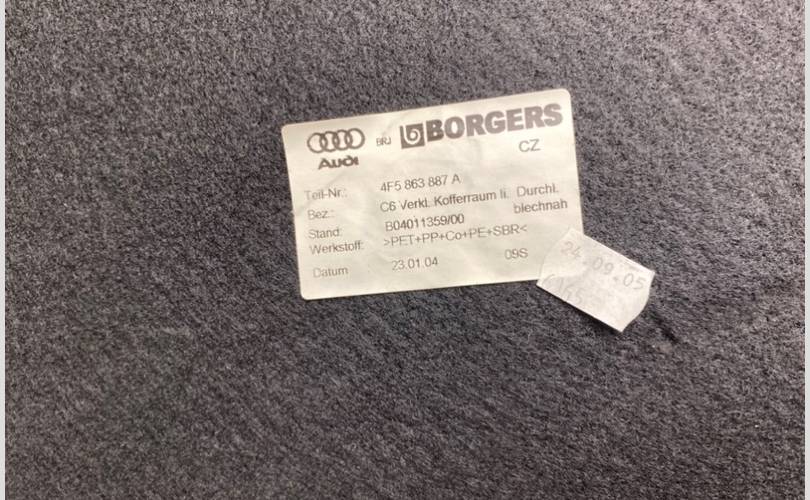 Audi BRJ BORGERS
CZ
Teil-Nr.: 4F5 863 887 A
Bez.: C6 Verkl. Kofferraum li. Durchl.
blechnah
Stand: B04011359/00
Werkstoff: >PET+PP+Co+PE+SBR<
Datum 23.01.04 09S
24.09.05